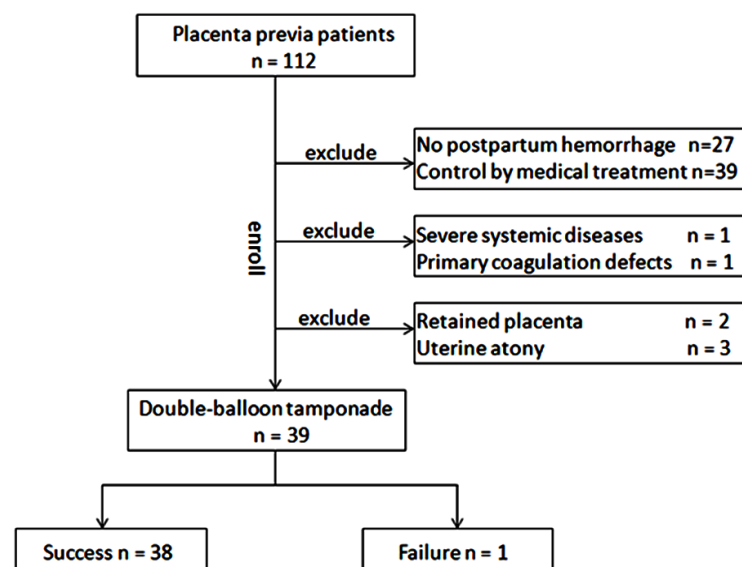 Placenta previa patients
n = 112
exclude
No postpartum hemorrhage n=27
Control by medical treatment n=39
enroll
exclude
Severe systemic diseases n = 1
Primary coagulation defects n = 1
exclude
Retained placenta n = 2
Uterine atony n = 3
Double-balloon tamponade
n = 39
Success n = 38
Failure n = 1